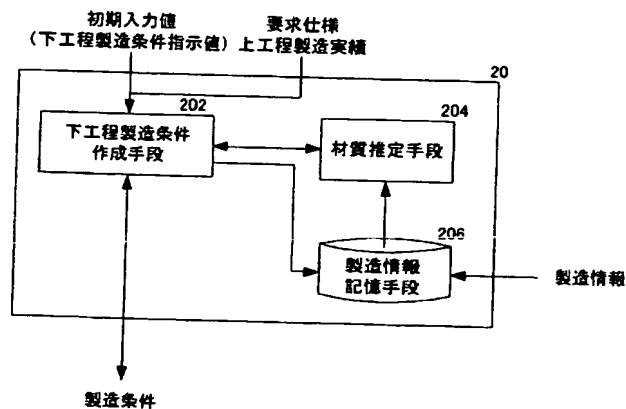 初期入力値
（下工程製造条件指示値）
要求仕様
上工程製造実績
20
202
下工程製造条件
作成手段
204
材質推定手段
206
製造情報
記憶手段
製造情報
製造条件